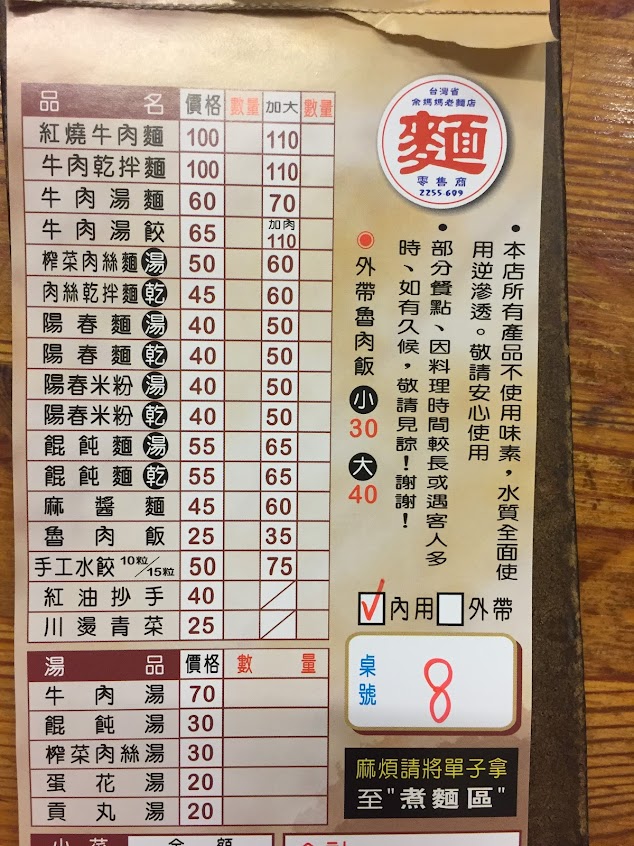 品名 價格 數量 加大 數量
紅燒牛肉麵 100 110
牛肉乾拌麵 100 110
牛肉湯麵 60 70
牛肉湯餃 65 加肉 110
榨菜肉絲麵湯 50 60
肉絲乾拌麵乾 45 60
陽春麵湯 40 50
陽春麵乾 40 50
陽春米粉湯 40 50
陽春米粉乾 40 50
餛飩麵湯 55 65
餛飩麵乾 55 65
麻醬麵 45 60
魯肉飯 25 35
手工水餃 10粒/15粒 50 75
紅油抄手 40
川燙青菜 25
湯品 價格 數量
牛肉湯 70
餛飩湯 30
榨菜肉絲湯 30
蛋花湯 20
貢丸湯 20
小菜 金額
台灣省
余媽媽老麵店
麵
零售商
2255-609
•本店所有產品不使用味素，水質全面使
用逆滲透。敬請安心使用
•部分餐點、因料理時間較長或遇客人多
時、如有久候，敬請見諒！謝謝！
外帶魯肉飯 小 30 大 40
✓內用 外帶
桌號 8
麻煩請將單子拿
至"煮麵區"